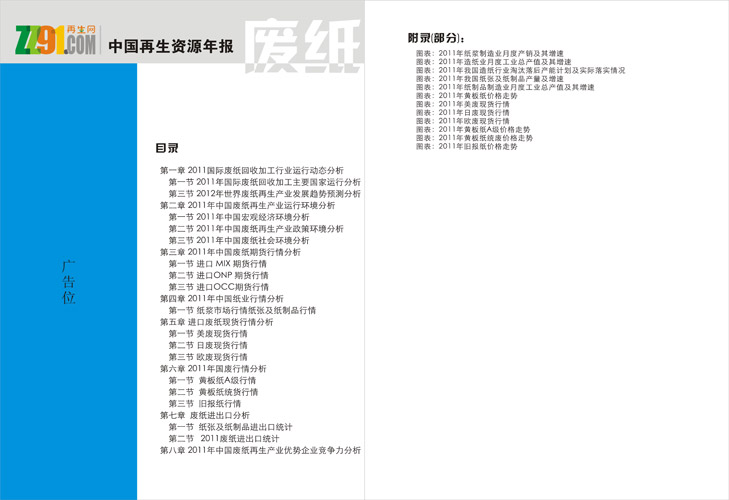 ZZ91.COM
再生网
中国再生资源年报
废纸
广告位
目录
第一章 2011国际废纸回收加工行业运行动态分析
第一节 2011年国际废纸回收加工主要国家运行分析
第三节 2012年世界废纸再生产业发展趋势预测分析
第二章 2011年中国废纸再生产业运行环境分析
第一节 2011年中国宏观经济环境分析
第二节 2011年中国废纸再生产业政策环境分析
第三节 2011年中国废纸社会环境分析
第三章 2011年中国废纸期货行情分析
第一节 进口 MIX 期货行情
第二节 进口ONP 期货行情
第三节 进口OCC期货行情
第四章 2011年中国纸业行情分析
第一节 纸浆市场行情纸张及纸制品行情
第五章 进口废纸现货行情分析
第一节 美废现货行情
第二节 日废现货行情
第三节 欧废现货行情
第六章 2011年国废行情分析
第一节 黄板纸A级行情
第二节 黄板纸统货行情
第三节 旧报纸行情
第七章 废纸进出口分析
第一节 纸张及纸制品进出口统计
第二节 2011废纸进出口统计
第八章 2011年中国废纸再生产业优势企业竞争力分析
附录(部分)：
图表：2011年纸浆制造业月度产销及其增速
图表：2011年造纸业月度工业总产值及其增速
图表：2011年我国造纸行业淘汰落后产能计划及实际落实情况
图表：2011年我国纸张及纸制品产量及增速
图表：2011年纸制品制造业月度工业总产值及其增速
图表：2011年黄板纸价格走势
图表：2011年美废现货行情
图表：2011年日废现货行情
图表：2011年欧废现货行情
图表：2011年黄板纸A级价格走势
图表：2011年黄板纸统废价格走势
图表：2011年旧报纸价格走势